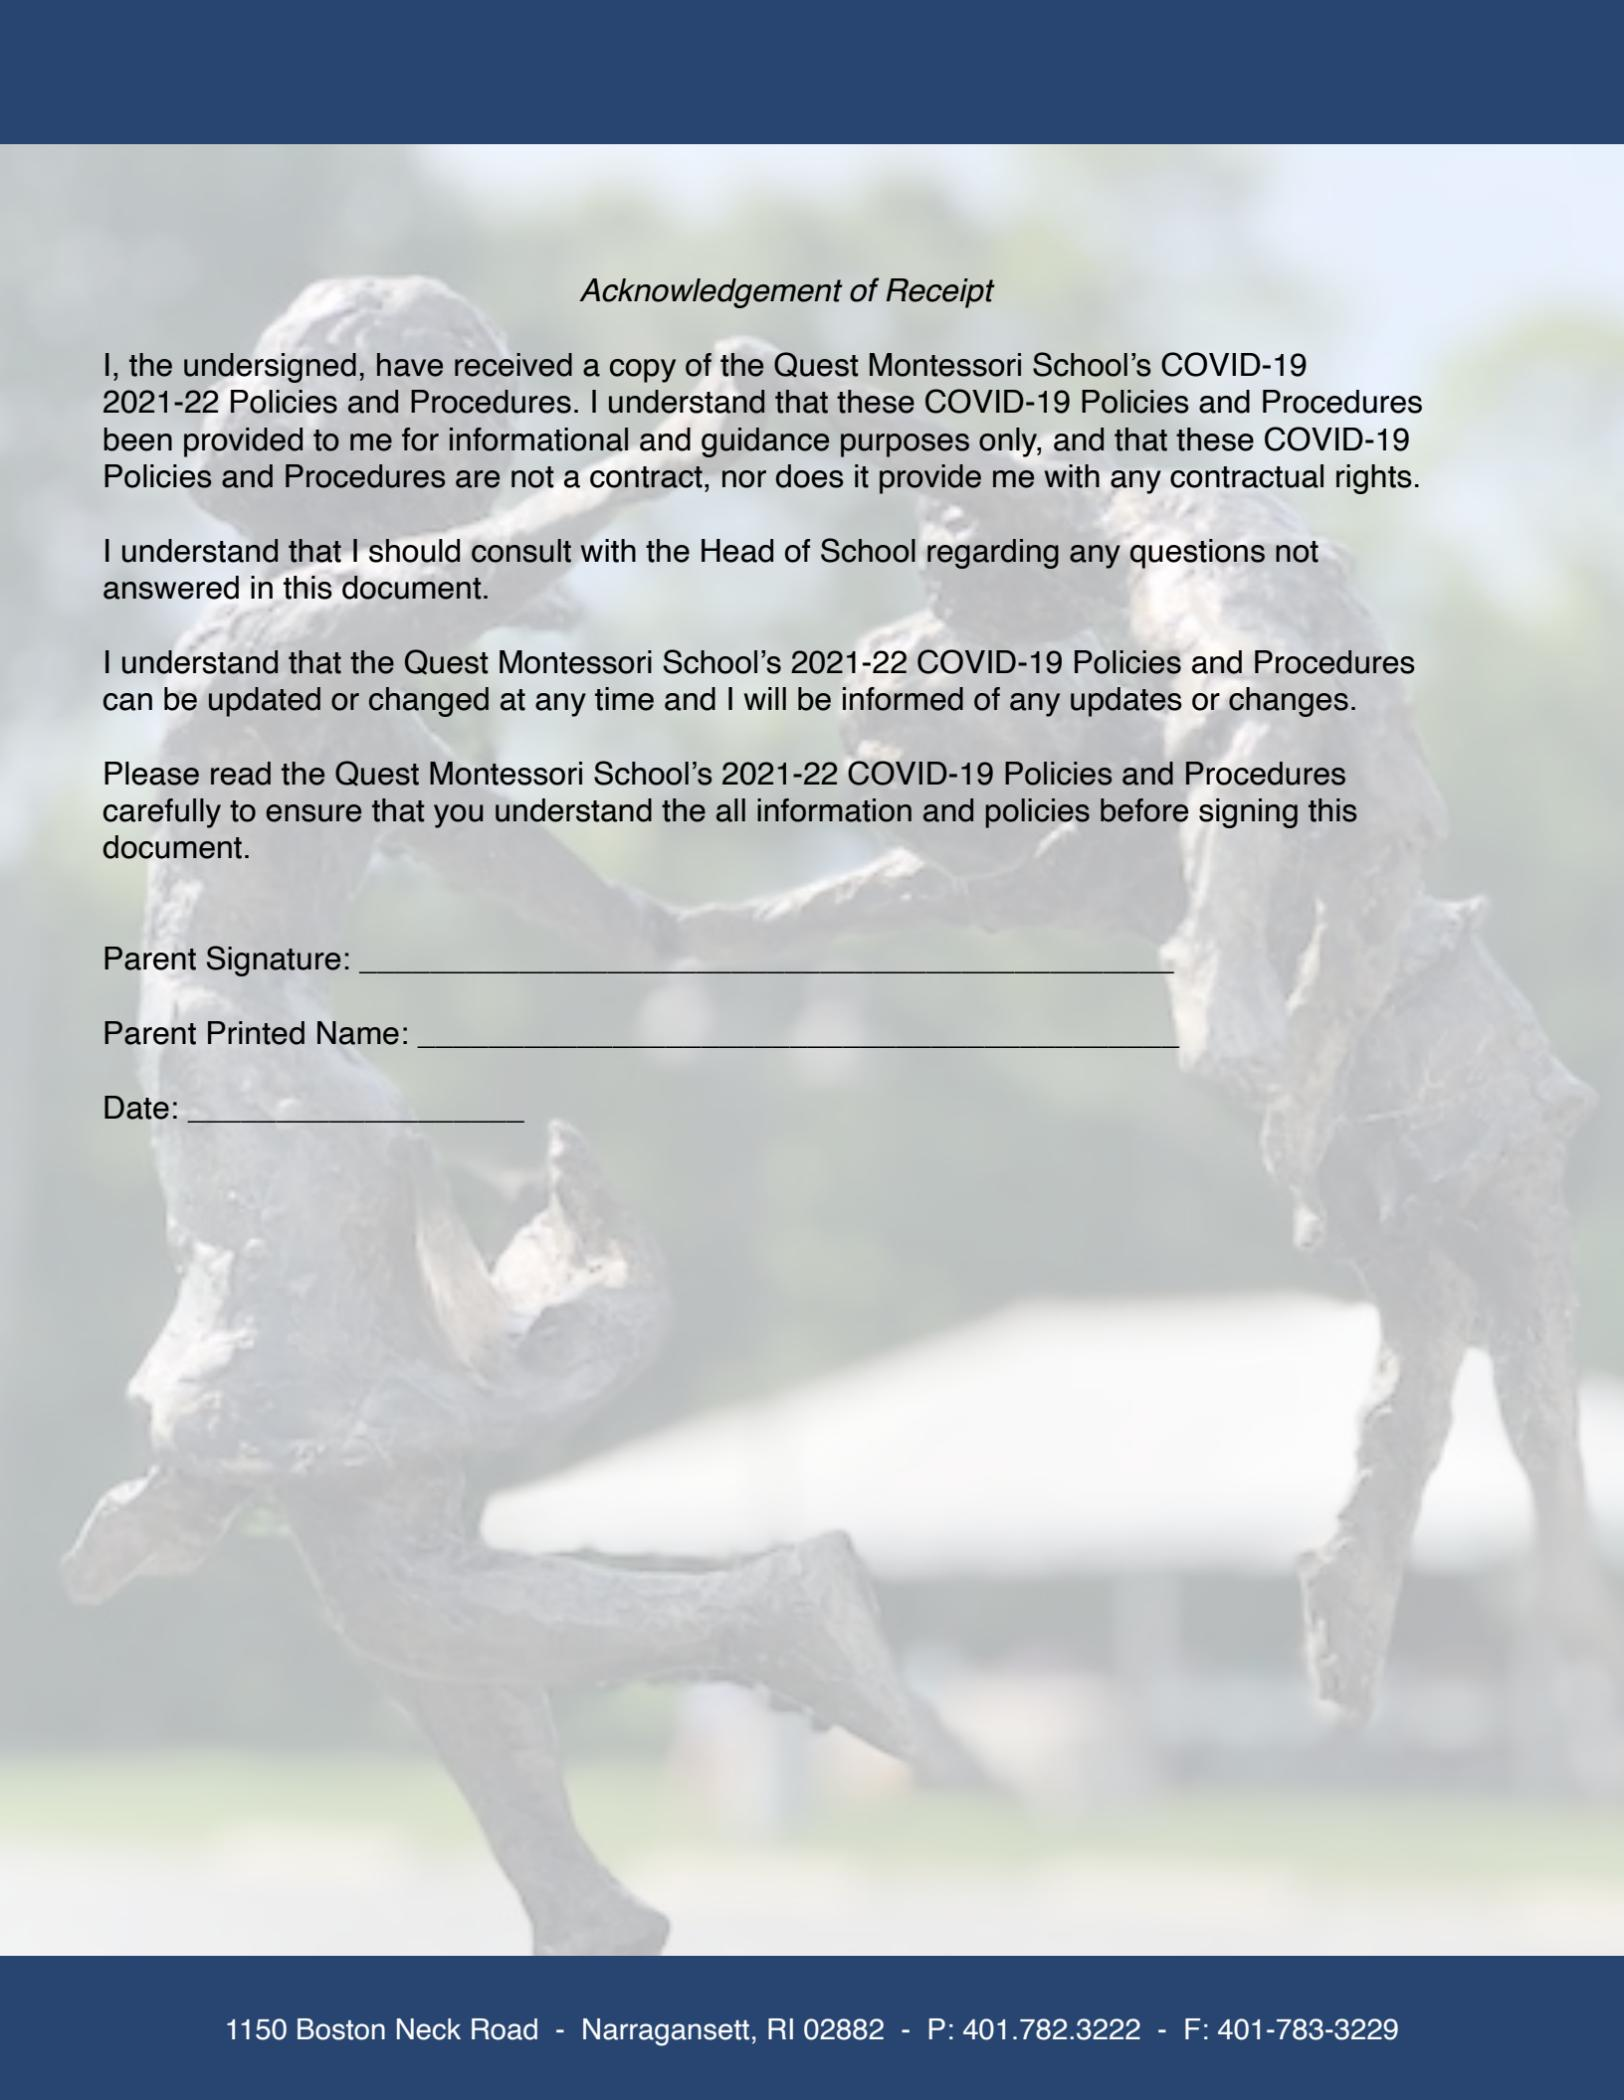 Acknowledgement of Receipt
I, the undersigned, have received a copy of the Quest Montessori School’s COVID-19
2021-22 Policies and Procedures. I understand that these COVID-19 Policies and Procedures
been provided to me for informational and guidance purposes only, and that these COVID-19
Policies and Procedures are not a contract, nor does it provide me with any contractual rights.
I understand that I should consult with the Head of School regarding any questions not
answered in this document.
I understand that the Quest Montessori School’s 2021-22 COVID-19 Policies and Procedures
can be updated or changed at any time and I will be informed of any updates or changes.
Please read the Quest Montessori School’s 2021-22 COVID-19 Policies and Procedures
carefully to ensure that you understand the all information and policies before signing this
document.
Parent Signature: ______________________________________________
Parent Printed Name: ___________________________________________
Date: ___________________
1150 Boston Neck Road - Narragansett, RI 02882 - P: 401.782.3222 - F: 401-783-3229